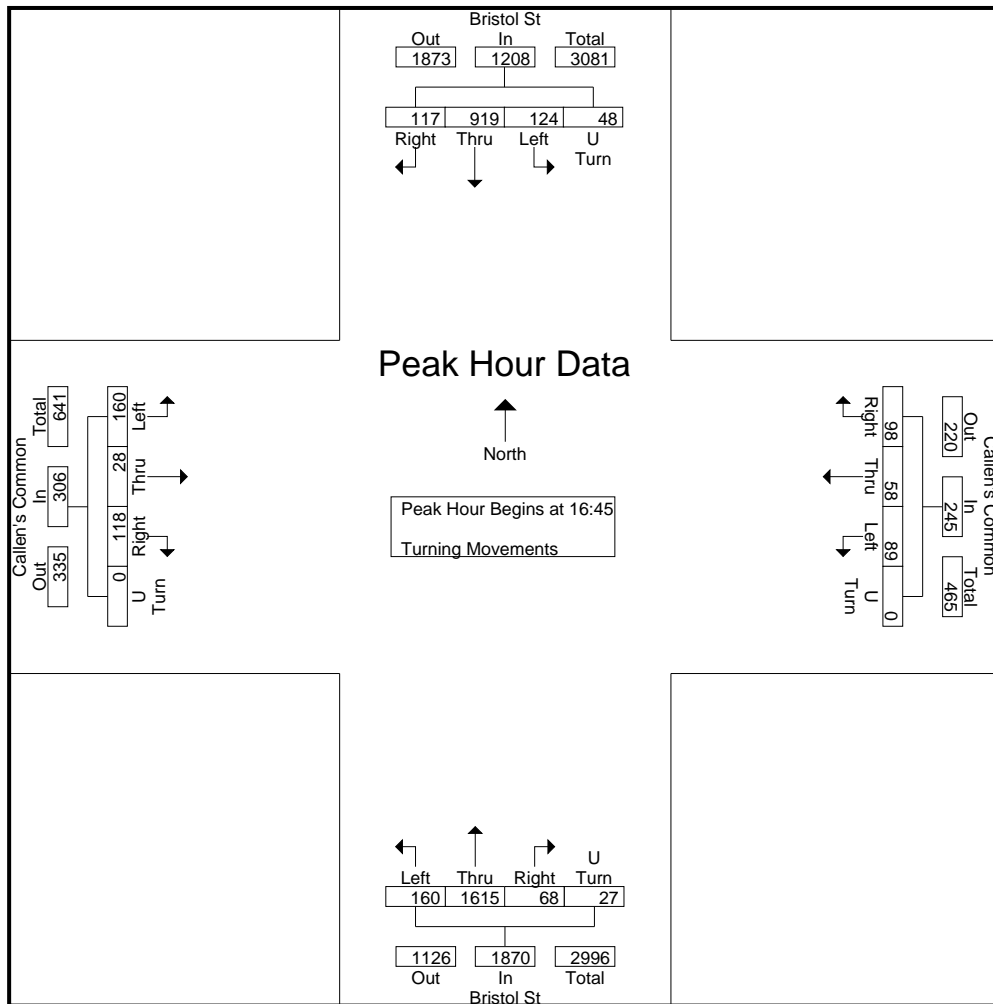 Bristol St
Out In Total
1873 1208 3081
117 919 124 48
Right Thru Left U
Turn
Peak Hour Data
North
Peak Hour Begins at 16:45
Turning Movements
Callen's Common
Out In Total
335 306 641
160 28 118 0
Left Thru Right U
Turn
Callen's Common
Out In Total
220 245 465
98 58 89 0
Right Thru Left U
Turn
U
Left Thru Right Turn
160 1615 68 27
1126 1870 2996
Out In Total
Bristol St